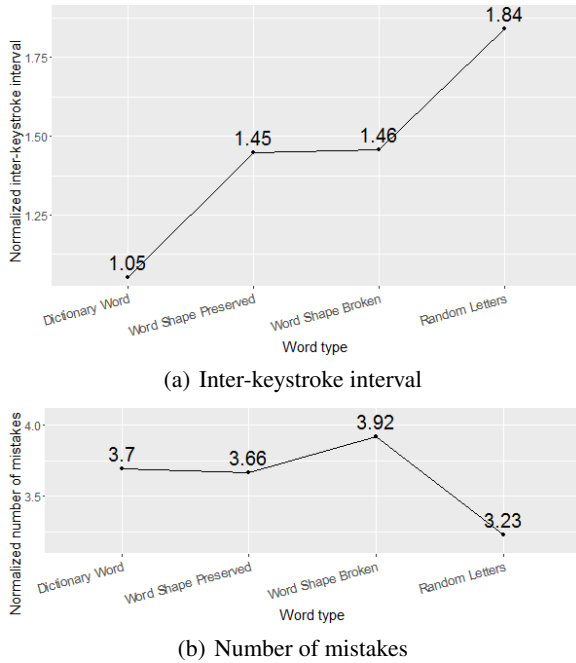 Normalized inter-keystroke interval
1.75
1.50
1.25
1.05
1.45
1.46
1.84
Dictionary Word
Word Shape Preserved
Word Shape Broken
Random Letters
Word type
(a) Inter-keystroke interval
Normalized number of mistakes
4.0
3.5
3.7
3.66
3.92
3.23
Dictionary Word
Word Shape Preserved
Word Shape Broken
Random Letters
Word type
(b) Number of mistakes